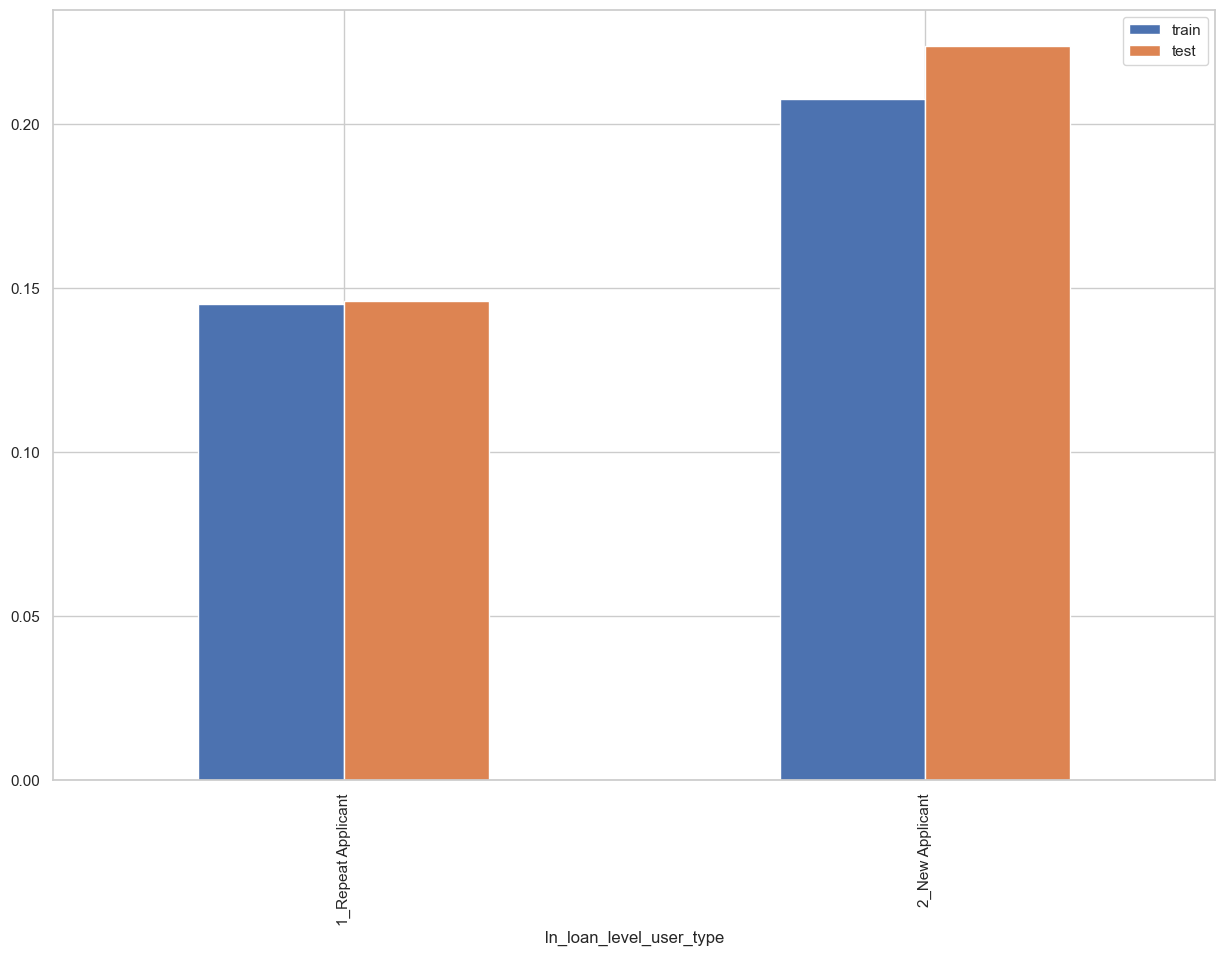 train
test
0.20
0.15
0.10
0.05
0.00
1_Repeat Applicant
2_New Applicant
ln_loan_level_user_type